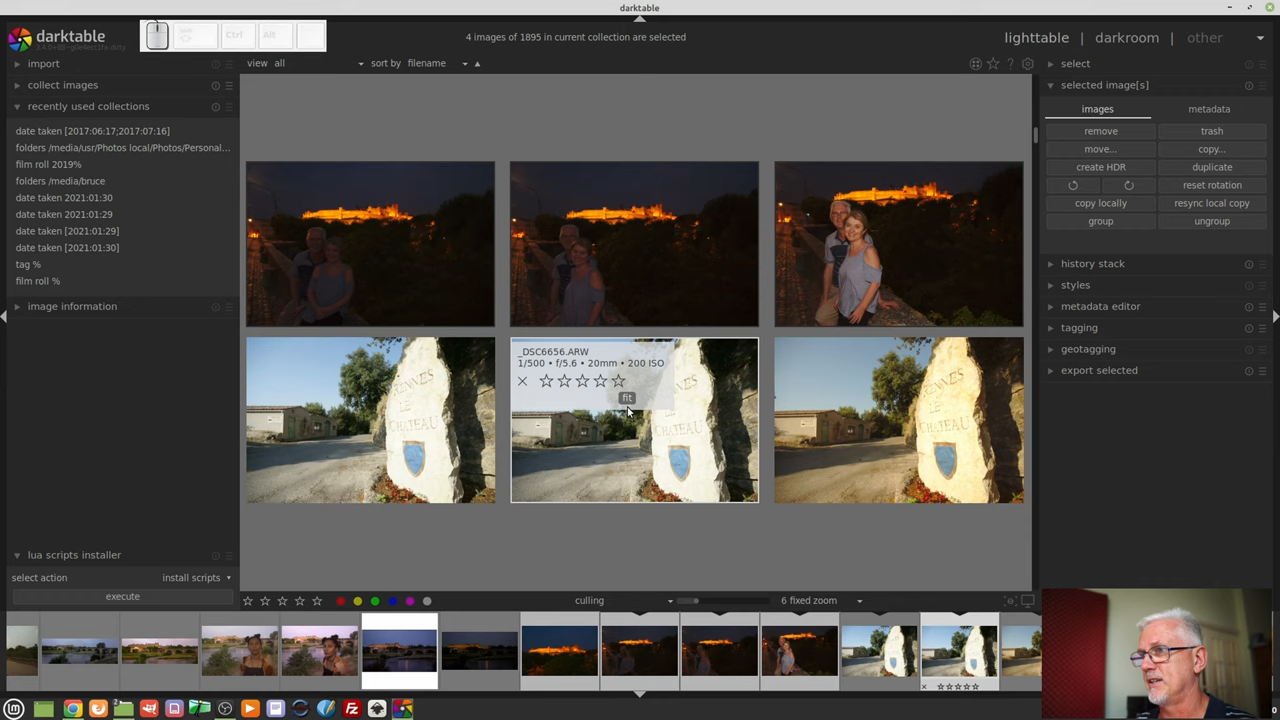 darktable
darktable
Ctrl
Alt
4 images of 1895 in current collection are selected
lighttable | darkroom | other
import
view all
sort by filename
select
collect images
selected image[s]
recently used collections
images
metadata
date taken [2017:06:17;2017:07:16]
folders /media/usr/Photos local/Photos/Personal...
film roll 2019%
folders /media/bruce
date taken 2021:01:30
date taken 2021:01:29
date taken [2021:01:29]
date taken [2021:01:30]
tag %
film roll %
image information
remove
trash
move...
copy...
create HDR
duplicate
reset rotation
copy locally
resync local copy
group
ungroup
history stack
styles
metadata editor
tagging
geotagging
export selected
_DSC6656.ARW
1/500 • f/5.6 • 20mm • 200 ISO
fit
RENNES
LE
CHATEAU
lua scripts installer
select action
install scripts
execute
culling
6 fixed zoom